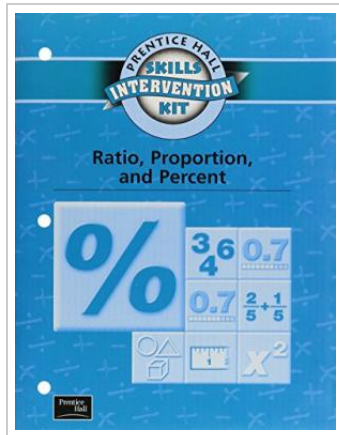 PRENTICE HALL
SKILLS
INTERVENTION
KIT
Ratio, Proportion,
and Percent
%
3 6
4
0.7
0.7
2/5 + 1/5
1
x²
Prentice
Hall